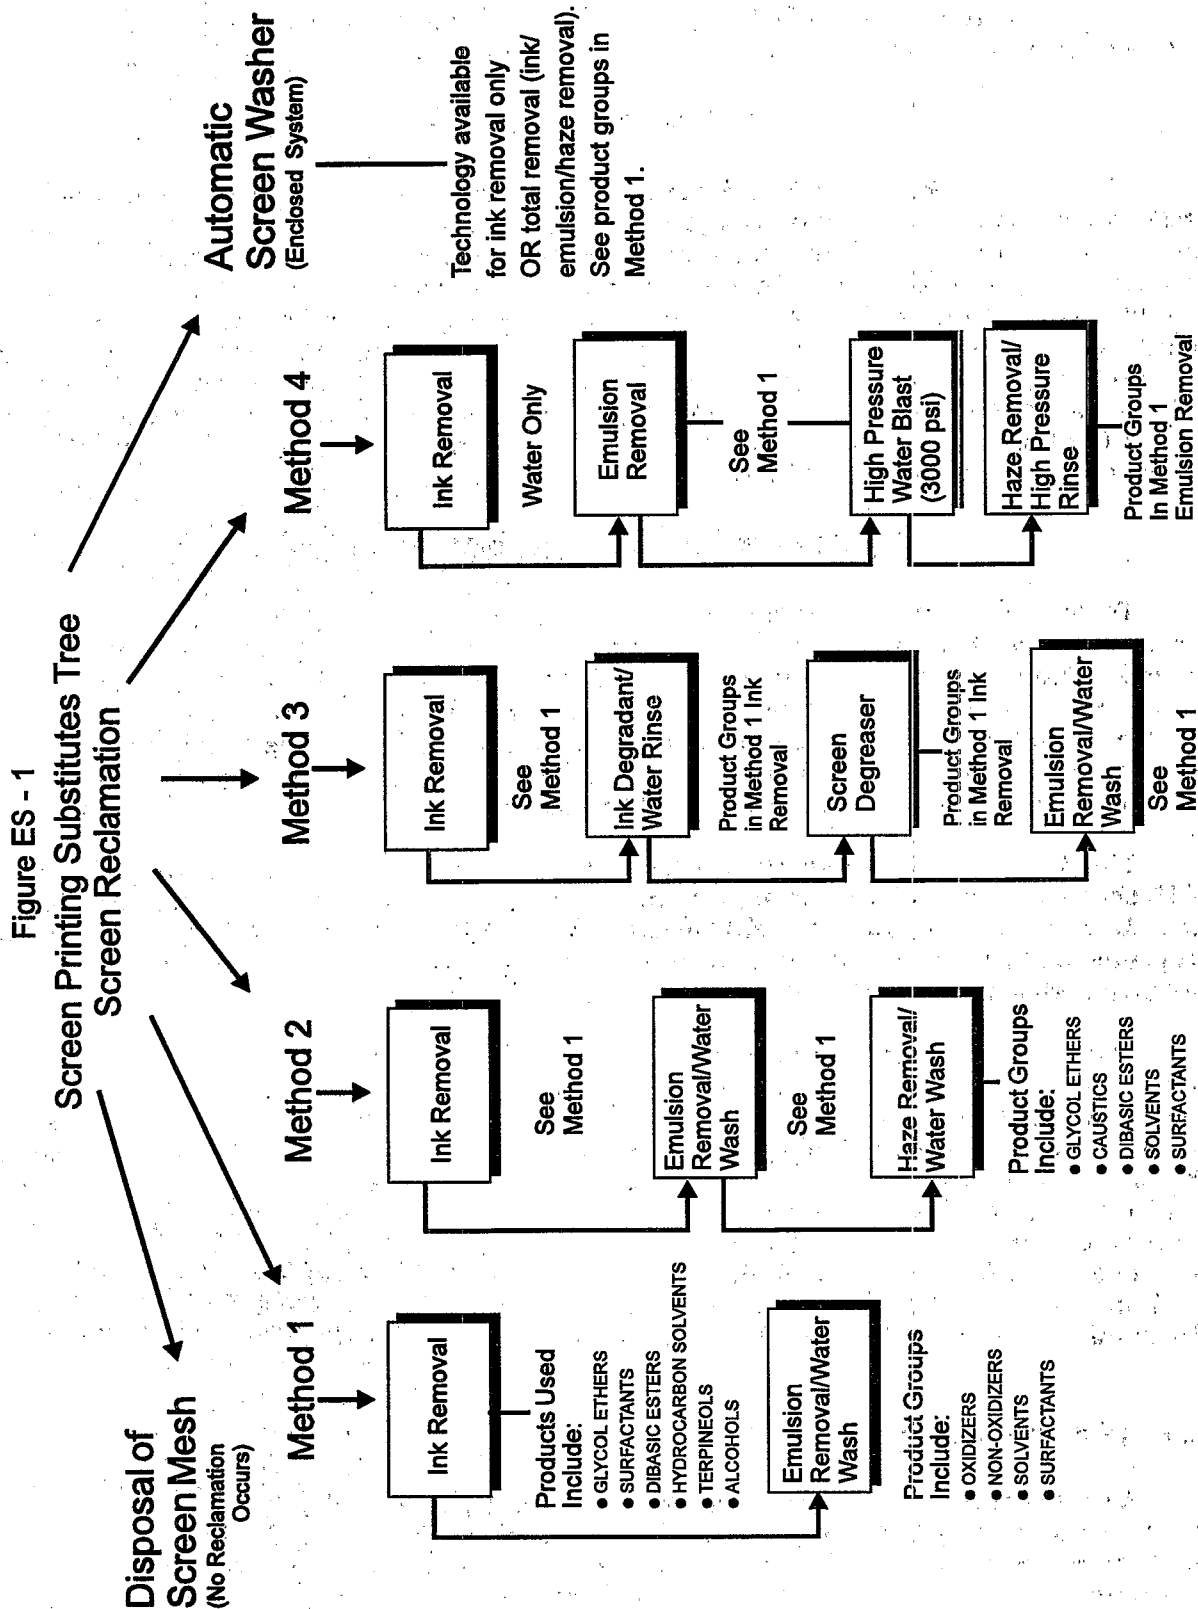 Figure ES - 1
Screen Printing Substitutes Tree
Screen Reclamation
Disposal of
Screen Mesh
(No Reclamation
Occurs)
Method 1
Ink Removal
Products Used
Include:
• GLYCOL ETHERS
• SURFACTANTS
• DIBASIC ESTERS
• HYDROCARBON SOLVENTS
• TERPINEOLS
• ALCOHOLS
Emulsion
Removal/Water
Wash
Product Groups
Include:
• OXIDIZERS
• NON-OXIDIZERS
• SOLVENTS
• SURFACTANTS
Method 2
Ink Removal
See
Method 1
Emulsion
Removal/Water
Wash
See
Method 1
Haze Removal/
Water Wash
Product Groups
Include:
• GLYCOL ETHERS
• CAUSTICS
• DIBASIC ESTERS
• SOLVENTS
• SURFACTANTS
Method 3
Ink Removal
See
Method 1
Ink Degradant/
Water Rinse
Product Groups
in Method 1 Ink
Removal
Screen
Degreaser
Product Groups
in Method 1 Ink
Removal
Emulsion
Removal/Water
Wash
See
Method 1
Method 4
Ink Removal
Water Only
Emulsion
Removal
See
Method 1
High Pressure
Water Blast
(3000 psi)
Haze Removal/
High Pressure
Rinse
Product Groups
In Method 1
Emulsion Removal
Automatic
Screen Washer
(Enclosed System)
Technology available
for ink removal only
OR total removal (ink/
emulsion/haze removal).
See product groups in
Method 1.